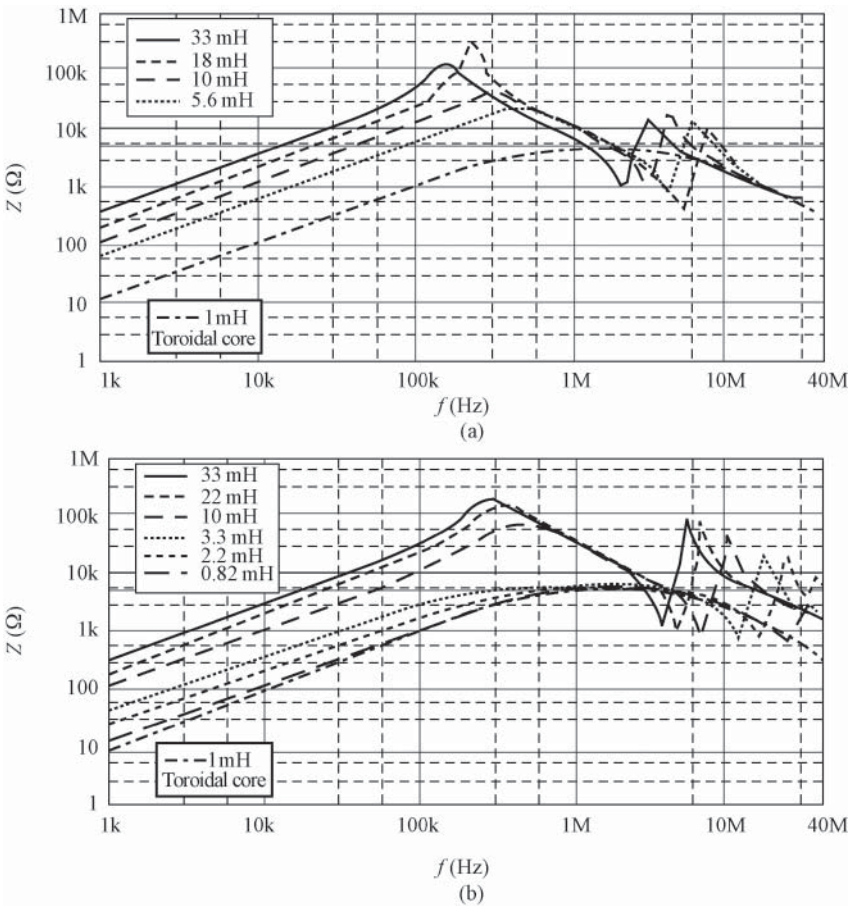 1M
100k
10k
1k
100
10
1
Z (Ω)
33 mH
18 mH
10 mH
5.6 mH
1mH
Toroidal core
1k
10k
100k
1M
10M
40M
f (Hz)
(a)
1M
100k
10k
1k
100
10
1
Z (Ω)
33 mH
22 mH
10 mH
3.3 mH
2.2 mH
0.82 mH
1mH
Toroidal core
1k
10k
100k
1M
10M
40M
f (Hz)
(b)